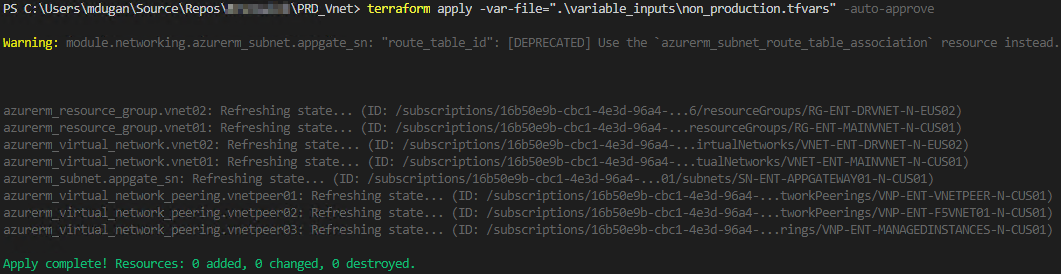 PS C:\Users\mdugan\Source\Repos\ \PRD_Vnet> terraform apply -var-file=".\variable_inputs\non_production.tfvars" -auto-approve
Warning: module.networking.azurerm_subnet.appgate_sn: "route_table_id": [DEPRECATED] Use the `azurerm_subnet_route_table_association` resource instead.
azurerm_resource_group.vnet02: Refreshing state... (ID: /subscriptions/16b50e9b-cbc1-4e3d-96a4-...6/resourceGroups/RG-ENT-DRVNET-N-EUS02)
azurerm_resource_group.vnet01: Refreshing state... (ID: /subscriptions/16b50e9b-cbc1-4e3d-96a4-...resourceGroups/RG-ENT-MAINVNET-N-CUS01)
azurerm_virtual_network.vnet02: Refreshing state... (ID: /subscriptions/16b50e9b-cbc1-4e3d-96a4-...irtualNetworks/VNET-ENT-DRVNET-N-EUS02)
azurerm_virtual_network.vnet01: Refreshing state... (ID: /subscriptions/16b50e9b-cbc1-4e3d-96a4-...tualNetworks/VNET-ENT-MAINVNET-N-CUS01)
azurerm_subnet.appgate_sn: Refreshing state... (ID: /subscriptions/16b50e9b-cbc1-4e3d-96a4-...01/subnets/SN-ENT-APPGATEWAY01-N-CUS01)
azurerm_virtual_network_peering.vnetpeer01: Refreshing state... (ID: /subscriptions/16b50e9b-cbc1-4e3d-96a4-...tworkPeerings/VNP-ENT-VNETPEER-N-CUS01)
azurerm_virtual_network_peering.vnetpeer02: Refreshing state... (ID: /subscriptions/16b50e9b-cbc1-4e3d-96a4-...tworkPeerings/VNP-ENT-F5VNET01-N-CUS01)
azurerm_virtual_network_peering.vnetpeer03: Refreshing state... (ID: /subscriptions/16b50e9b-cbc1-4e3d-96a4-...rings/VNP-ENT-MANAGEDINSTANCES-N-CUS01)
Apply complete! Resources: 0 added, 0 changed, 0 destroyed.